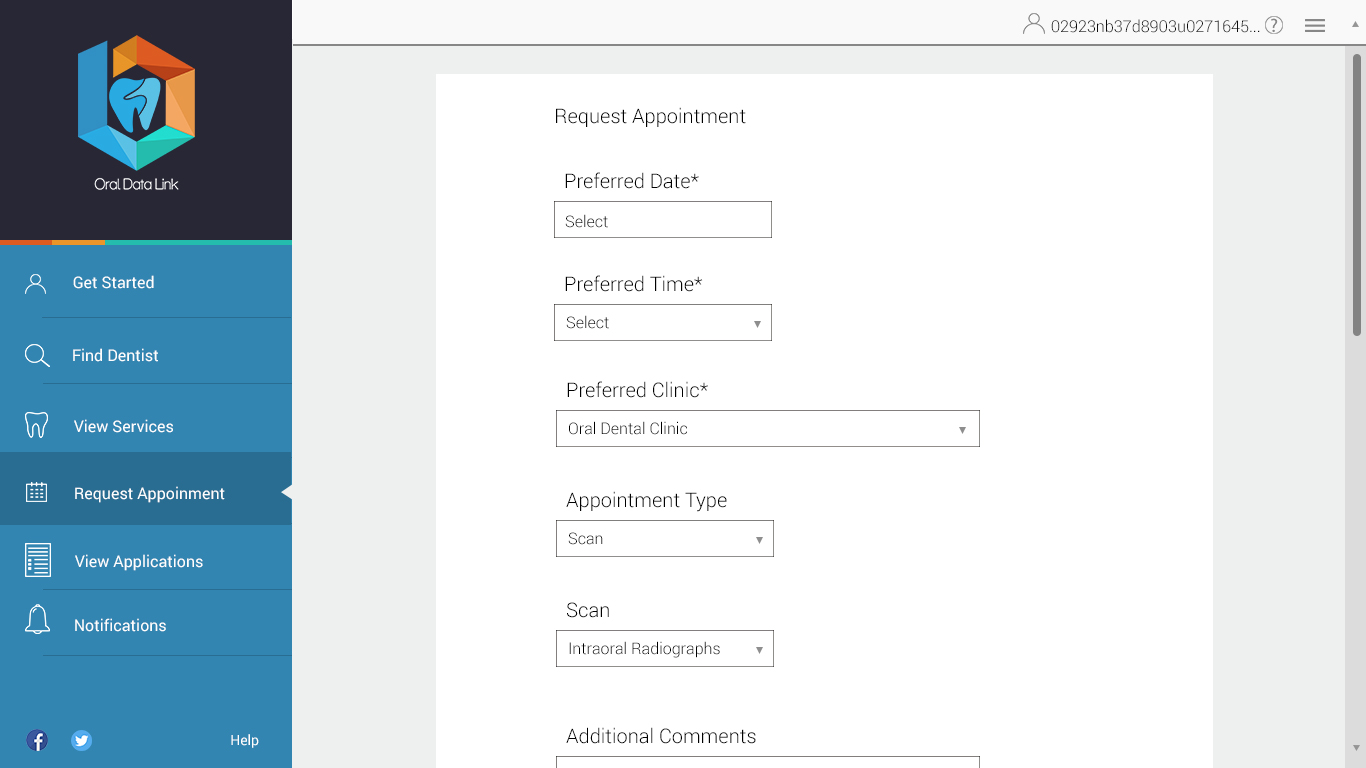 02923nb37d8903u0271645...
Oral Data Link
Get Started
Find Dentist
View Services
Request Appoinment
View Applications
Notifications
Help
Request Appointment
Preferred Date*
Select
Preferred Time*
Select
Preferred Clinic*
Oral Dental Clinic
Appointment Type
Scan
Scan
Intraoral Radiographs
Additional Comments